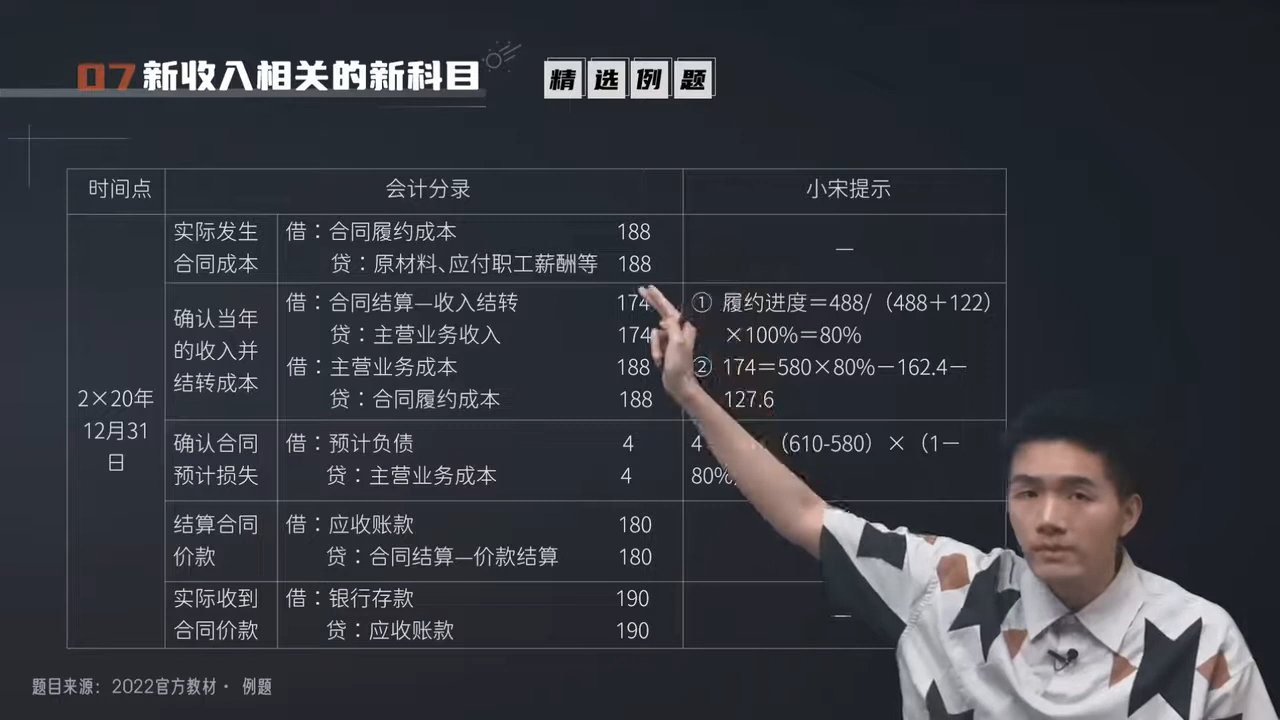 07 新收入相关的新科目 精选例题
时间点 会计分录 小宋提示
2×20年
12月31
日
实际发生
合同成本
借：合同履约成本 188
贷：原材料、应付职工薪酬等 188
—
确认当年
的收入并
结转成本
借：合同结算—收入结转 174
贷：主营业务收入 174
借：主营业务成本 188
贷：合同履约成本 188
① 履约进度＝488/（488＋122）
×100%＝80%
② 174＝580×80%－162.4－
127.6
确认合同
预计损失
借：预计负债 4
贷：主营业务成本 4
4 （610-580）×（1－
80%
结算合同
价款
借：应收账款 180
贷：合同结算—价款结算 180
实际收到
合同价款
借：银行存款 190
贷：应收账款 190
—
题目来源：2022官方教材· 例题